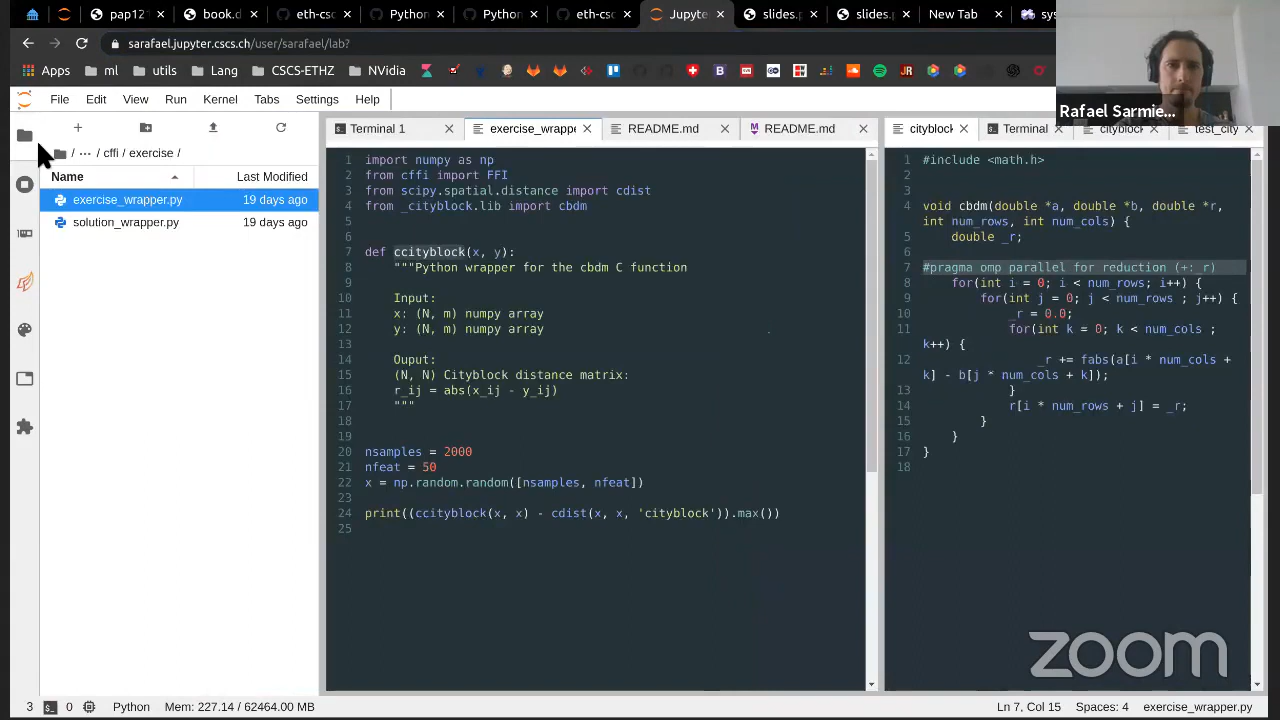 pap121
book.d
eth-csc
Python
Python
eth-csc
Jupyte
slides.p
slides.p
New Tab
sys
sarafael.jupyter.cscs.ch/user/sarafael/lab?
Apps
ml
utils
Lang
CSCS-ETHZ
NVidia
Rafael Sarmie...
File Edit View Run Kernel Tabs Settings Help
/ ··· / cffi / exercise /
Name Last Modified
exercise_wrapper.py 19 days ago
solution_wrapper.py 19 days ago
Terminal 1
exercise_wrappe
README.md
README.md
1 import numpy as np
2 from cffi import FFI
3 from scipy.spatial.distance import cdist
4 from _cityblock.lib import cbdm
5
6
7 def ccityblock(x, y):
8 """Python wrapper for the cbdm C function
9
10 Input:
11 x: (N, m) numpy array
12 y: (N, m) numpy array
13
14 Ouput:
15 (N, N) Cityblock distance matrix:
16 r_ij = abs(x_ij - y_ij)
17 """
18
19
20 nsamples = 2000
21 nfeat = 50
22 x = np.random.random([nsamples, nfeat])
23
24 print((ccityblock(x, x) - cdist(x, x, 'cityblock')).max())
25
cityblock
Terminal
cityblock
test_city
1 #include <math.h>
2
3
4 void cbdm(double *a, double *b, double *r,
int num_rows, int num_cols) {
5 double _r;
6
7 #pragma omp parallel for reduction (+:_r)
8 for(int i = 0; i < num_rows; i++) {
9 for(int j = 0; j < num_rows ; j++) {
10 _r = 0.0;
11 for(int k = 0; k < num_cols ;
k++) {
12 _r += fabs(a[i * num_cols +
k] - b[j * num_cols + k]);
13 }
14 r[i * num_rows + j] = _r;
15 }
16 }
17 }
18
zoom
3 0 Python Mem: 227.14 / 62464.00 MB
Ln 7, Col 15 Spaces: 4 exercise_wrapper.py